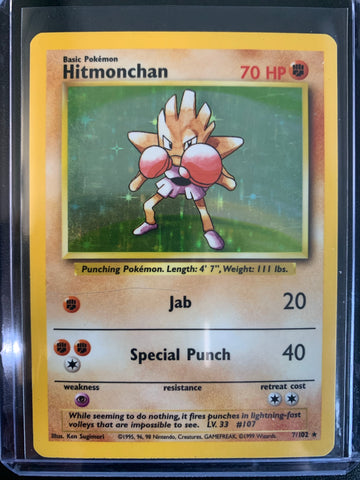 Basic Pokémon
Hitmonchan 70 HP
Punching Pokémon. Length: 4' 7", Weight: 111 lbs.
Jab 20
Special Punch 40
weakness resistance retreat cost
While seeming to do nothing, it fires punches in lightning-fast
volleys that are impossible to see. LV. 33 #107
Illus. Ken Sugimori ©1995, 96, 98 Nintendo, Creatures, GAMEFREAK. ©1999 Wizards. 7/102 ★